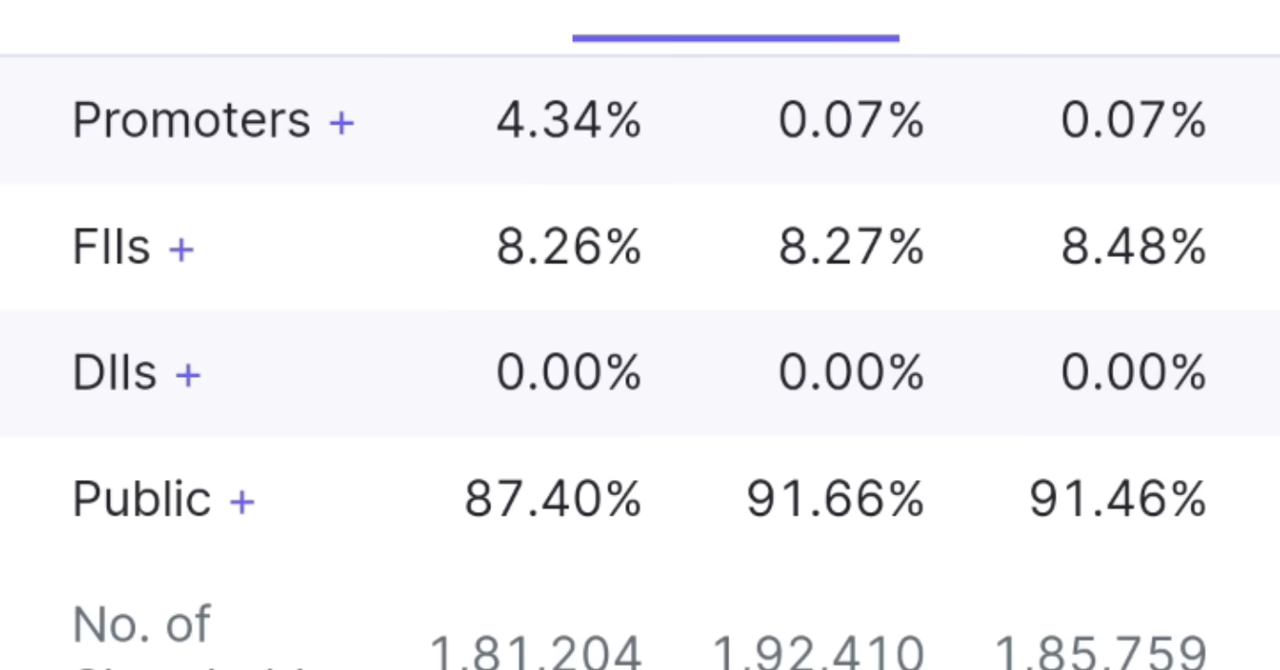 Promoters + 4.34% 0.07% 0.07%
FIIs + 8.26% 8.27% 8.48%
DIIs + 0.00% 0.00% 0.00%
Public + 87.40% 91.66% 91.46%
No. of
1,81,204 1,92,410 1,85,759